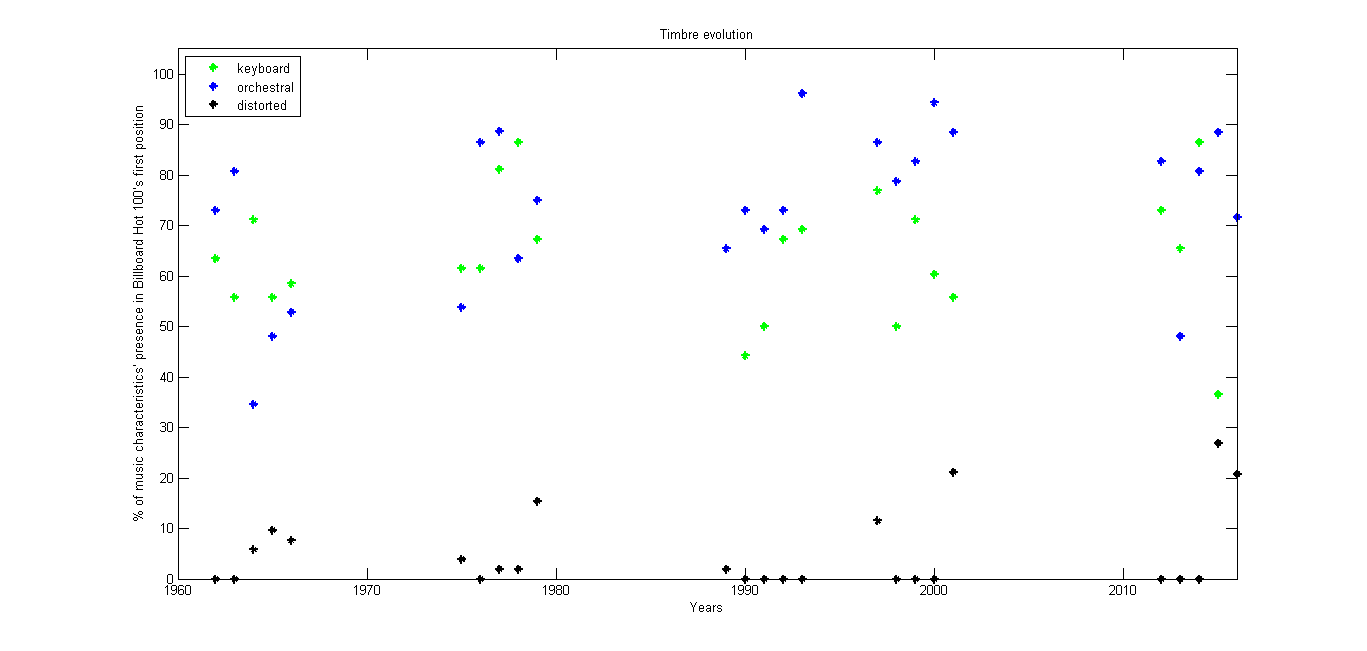 Timbre evolution
keyboard
orchestral
distorted
% of music characteristics' presence in Billboard Hot 100's first position
100
90
80
70
60
50
40
30
20
10
0
1960
1970
1980
1990
2000
2010
Years